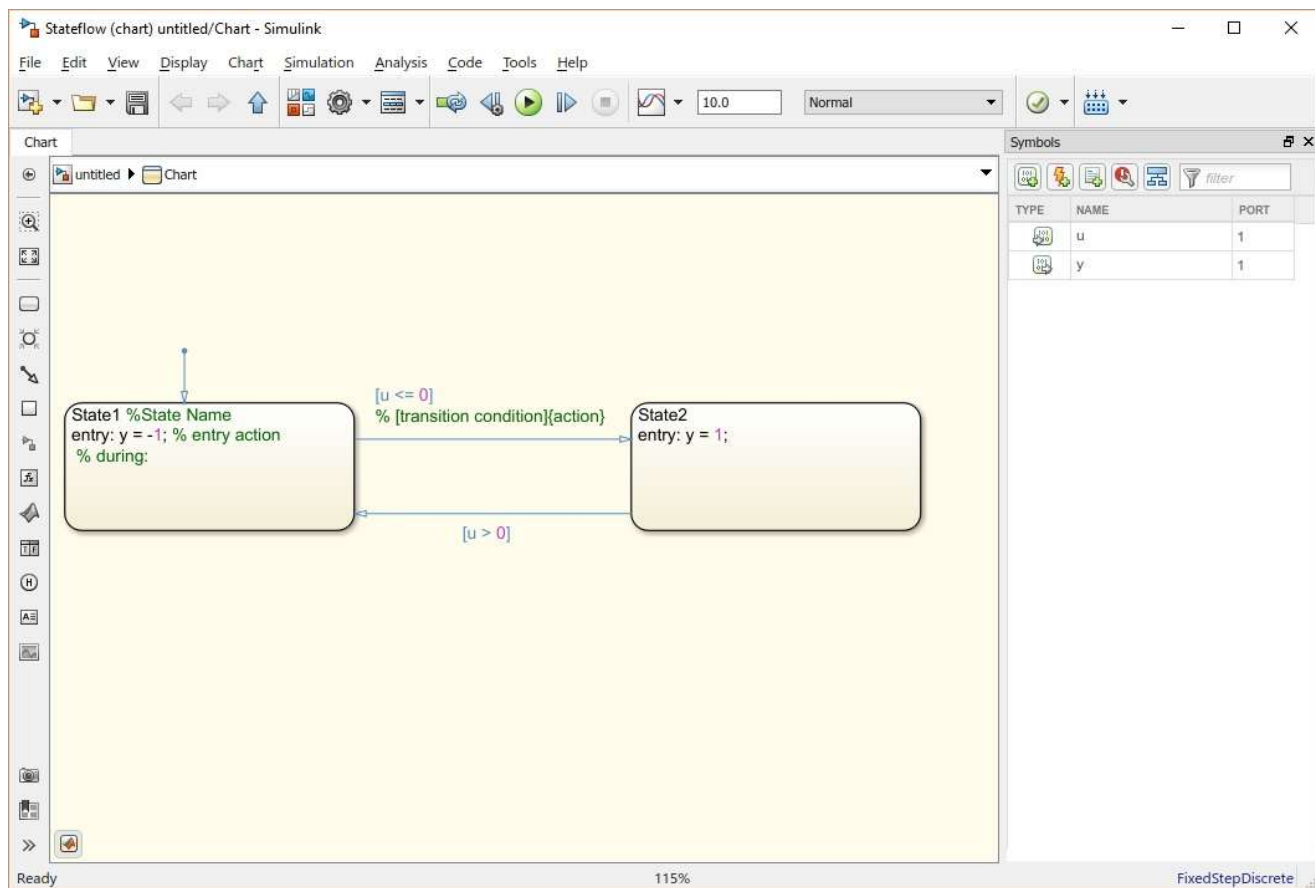 Stateflow (chart) untitled/Chart - Simulink
File Edit View Display Chart Simulation Analysis Code Tools Help
10.0 Normal
Chart
Symbols
untitled Chart
filter
TYPE NAME PORT
u 1
y 1
[u <= 0]
% [transition condition]{action}
State1 %State Name
entry: y = -1; % entry action
% during:
State2
entry: y = 1;
[u > 0]
Ready 115% FixedStepDiscrete